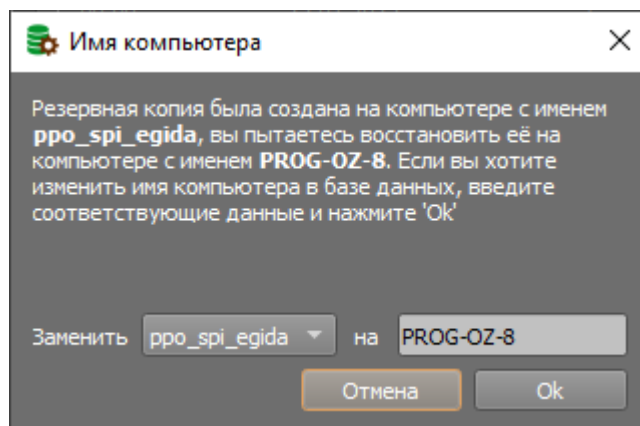 Имя компьютера
Резервная копия была создана на компьютере с именем
ppo_spi_egida, вы пытаетесь восстановить её на
компьютере с именем PROG-OZ-8. Если вы хотите
изменить имя компьютера в базе данных, введите
соответствующие данные и нажмите 'Ok'
Заменить ppo_spi_egida на PROG-OZ-8
Отмена Ok